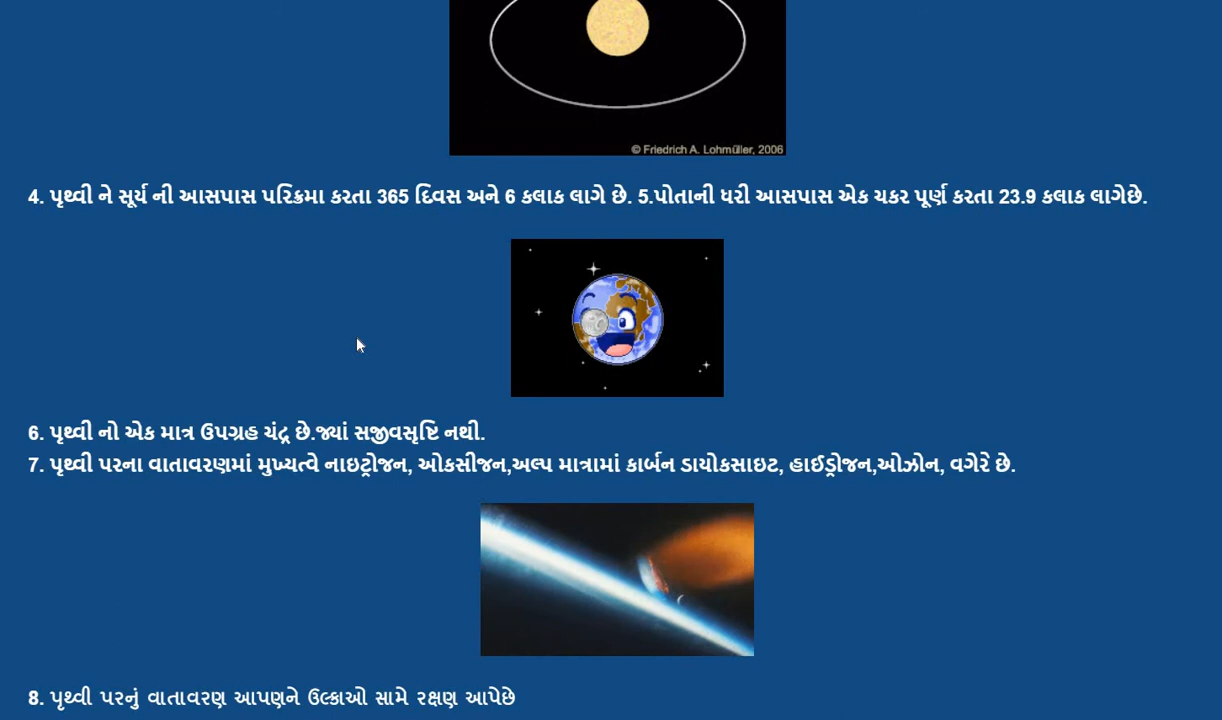 © Friedrich A. Lohmüller, 2006
4. પૃથ્વી ને સૂર્ય ની આસપાસ પરિક્રમા કરતા 365 દિવસ અને 6 કલાક લાગે છે. 5.પોતાની ધરી આસપાસ એક ચકર પૂર્ણ કરતા 23.9 કલાક લાગેછે.
6. પૃથ્વી નો એક માત્ર ઉપગ્રહ ચંદ્ર છે.જ્યાં સજીવસૃષ્ટિ નથી.
7. પૃથ્વી પરના વાતાવરણમાં મુખ્યત્વે નાઇટ્રોજન, ઓકસીજન,અલ્પ માત્રામાં કાર્બન ડાયોકસાઇટ, હાઈડ્રોજન,ઓઝોન, વગેરે છે.
8. પૃથ્વી પરનું વાતાવરણ આપણને ઉલ્કાઓ સામે રક્ષણ આપેછે